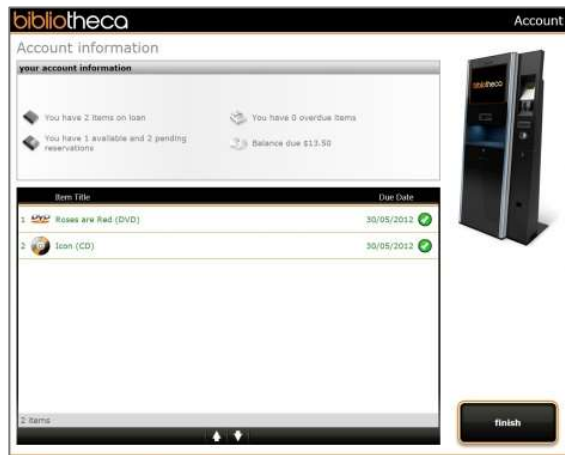 bibliotheca
Account
Account information
your account information
You have 2 items on loan
You have 0 overdue items
You have 1 available and 2 pending
reservations
Balance due $13.50
Item Title Due Date
1 DVD Roses are Red (DVD) 30/05/2012
2 Icon (CD) 30/05/2012
2 items
finish
bibliotheca